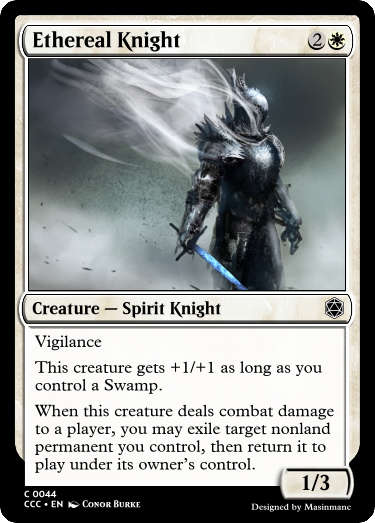 Ethereal Knight 2
Creature — Spirit Knight
Vigilance
This creature gets +1/+1 as long as you
control a Swamp.
When this creature deals combat damage
to a player, you may exile target nonland
permanent you control, then return it to
play under its owner's control.
1/3
C 0044
CCC • EN Conor Burke
Designed by Masinmanc